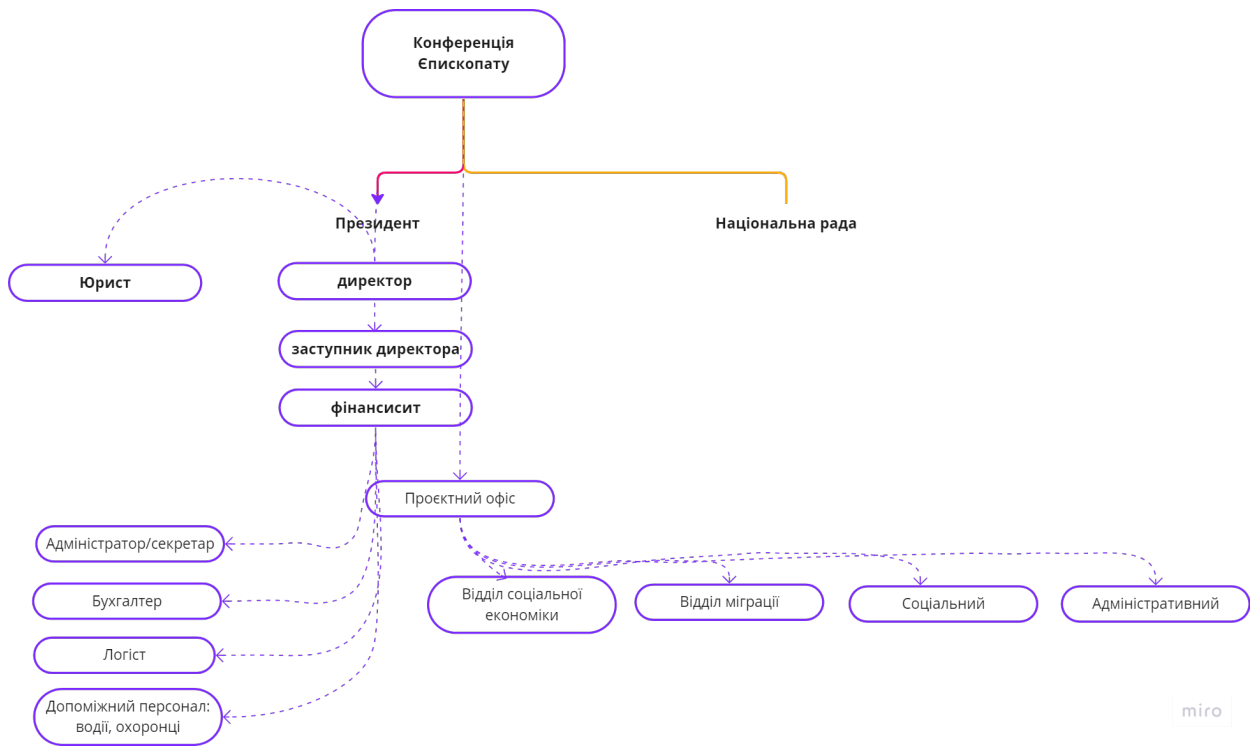 Конференція
Єпископату
Президент
Національна рада
Юрист
директор
заступник директора
фінансисит
Проєктний офіс
Адміністратор/секретар
Бухгалтер
Логіст
Допоміжний персонал:
водії, охоронці
Відділ соціальної
економіки
Відділ міграції
Соціальний
Адміністративний
miro